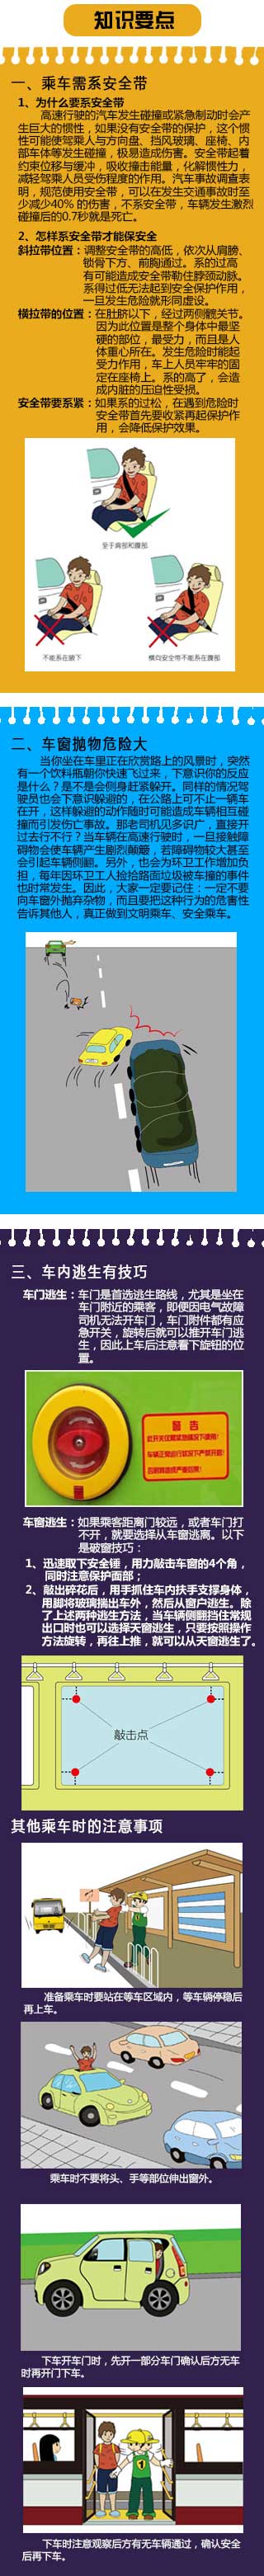 知识要点
一、乘车需系安全带
1、为什么要系安全带
高速行驶的汽车发生碰撞或紧急制动时会产
生巨大的惯性，如果没有安全带的保护，这个惯
性可能使驾乘人与方向盘、挡风玻璃、座椅、内
部车体等发生碰撞，极易造成伤害。安全带起着
约束位移与缓冲，吸收撞击能量，化解惯性力，
减轻驾乘人员受伤程度的作用。汽车事故调查表
明，规范使用安全带，可以在发生交通事故时至
少减少40% 的伤害，不系安全带，车辆发生激烈
碰撞后的0.7秒就是死亡。
2、怎样系安全带才能保安全
斜拉带位置：调整安全带的高低，依次从肩膀、
锁骨下方、前胸通过。系的过高
有可能造成安全带勒住脖颈动脉。
系得过低无法起到安全保护作用，
一旦发生危险就形同虚设。
横拉带的位置：在肚脐以下，经过两侧髋关节。
因为此位置是整个身体中最坚
硬的部位，最受力，而且是人
体重心所在。发生危险时能起
受力作用，车上人员牢牢的固
定在座椅上。系的高了，会造
成内脏的压迫性受损。
安全带要系紧：如果系的过松，在遇到危险时
安全带首先要收紧再起保护作
用，会降低保护效果。
坐于肩部和腹部
不能系在腋下
横向安全带不能系在腹部
二、车窗抛物危险大
当你坐在车里正在欣赏路上的风景时，突然
有一个饮料瓶朝你快速飞过来，下意识你的反应
是什么？是不是会侧身赶紧躲开。同样的情况驾
驶员也会下意识躲避的，在公路上可不止一辆车
在开，这样躲避的动作随时可能造成车辆相互碰
撞而引发伤亡事故。那老司机见多识广，直接开
过去行不行？当车辆在高速行驶时，一旦接触障
碍物会使车辆产生剧烈颠簸，若障碍物较大甚至
会引起车辆侧翻。另外，也会为环卫工作增加负
担，每年因环卫工人捡拾路面垃圾被车撞的事件
也时常发生。因此，大家一定要记住：一定不要
向车窗外抛弃杂物，而且要把这种行为的危害性
告诉其他人，真正做到文明乘车、安全乘车。
三、车内逃生有技巧
车门逃生：车门是首选逃生路线，尤其是坐在
车门附近的乘客，即便因电气故障
司机无法开车门，车门附件都有应
急开关，旋转后就可以推开车门逃
生，因此上车后注意看下旋钮的位
置。
警 告
车窗逃生：如果乘客距离门较远，或者车门打
不开，就要选择从车窗逃离。以下
是破窗技巧：
1、迅速取下安全锤，用力敲击车窗的4个角，
同时注意保护面部；
2、敲出碎花后，用手抓住车内扶手支撑身体，
用脚将玻璃揣出车外，然后从窗户逃生。除
了上述两种逃生方法，当车辆侧翻挡住常规
出口时也可以选择天窗逃生，只要按照操作
方法旋转，再往上推，就可以从天窗逃生了。
敲击点
其他乘车时的注意事项
准备乘车时要站在等车区域内，等车辆停稳后
再上车。
乘车时不要将头、手等部位伸出窗外。
下车开车门时，先开一部分车门确认后方无车
时再开门下车。
1
下车时注意观察后方有无车辆通过，确认安全
后再下车。